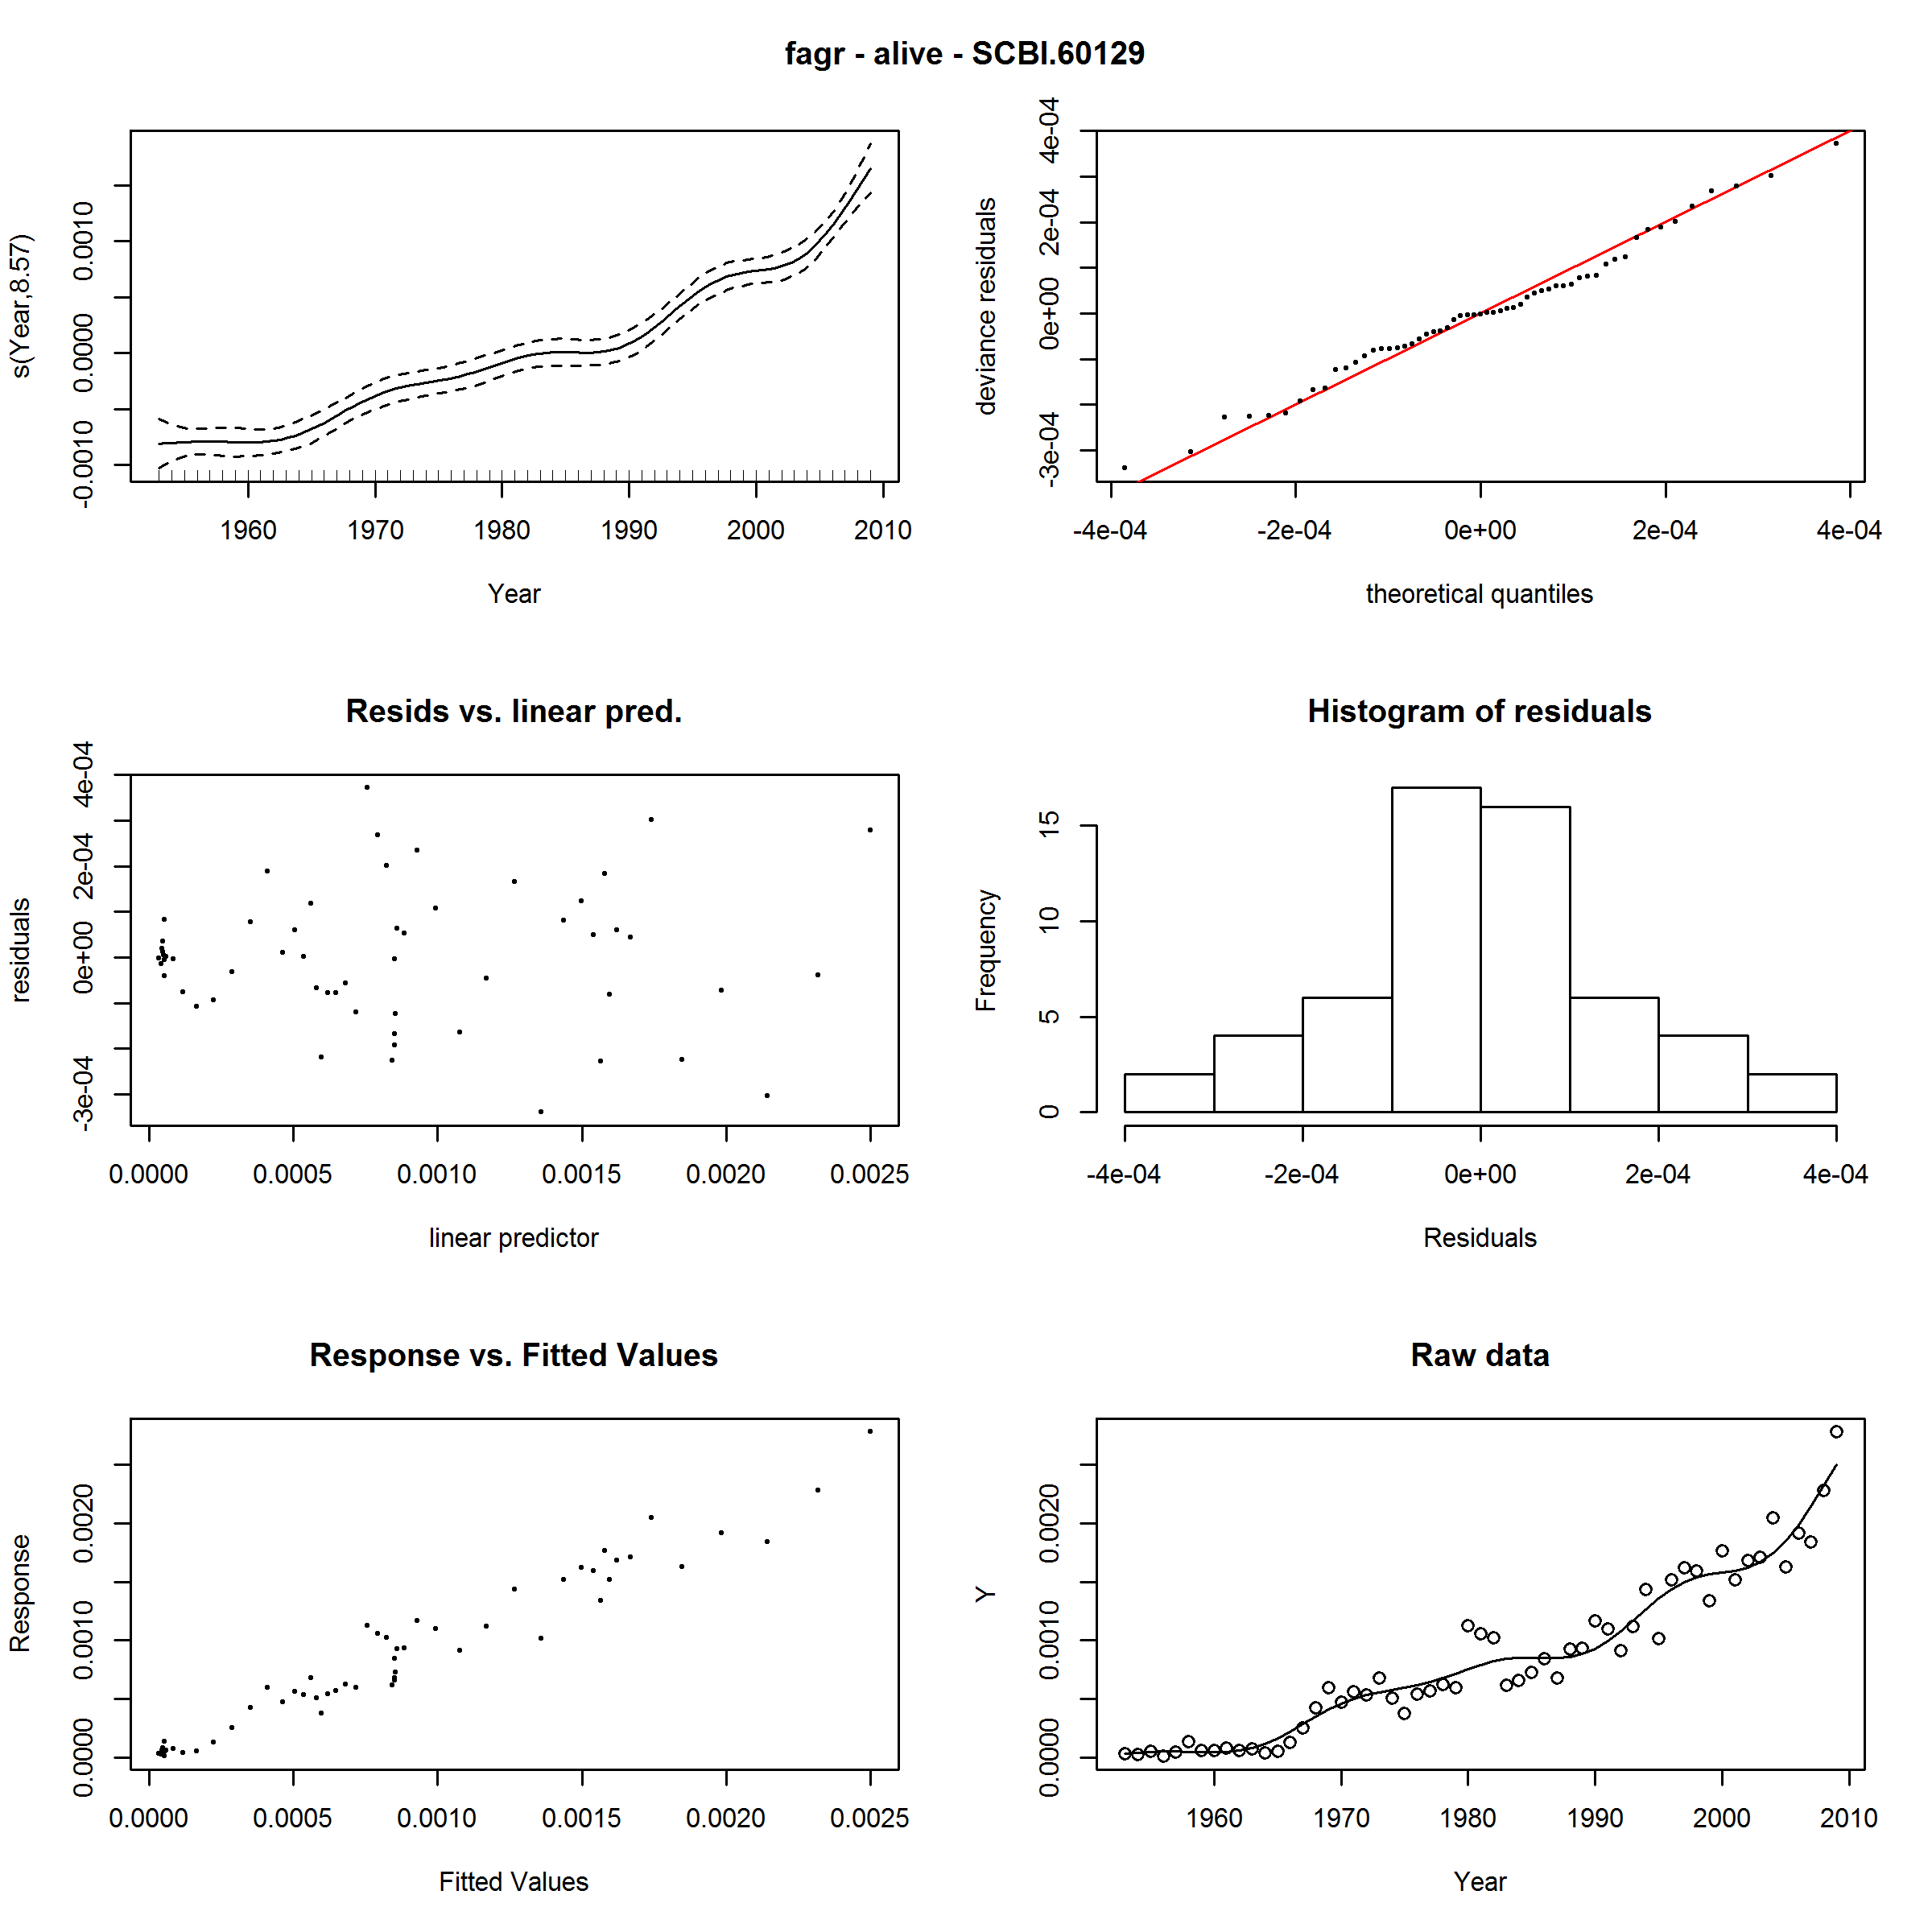 fagr - alive - SCBI.60129
s(Year,8.57)
-0.0010 0.0000 0.0010
1960 1970 1980 1990 2000 2010
Year
deviance residuals
-3e-04 0e+00 2e-04 4e-04
-4e-04 -2e-04 0e+00 2e-04 4e-04
theoretical quantiles
Resids vs. linear pred.
residuals
-3e-04 0e+00 2e-04 4e-04
0.0000 0.0005 0.0010 0.0015 0.0020 0.0025
linear predictor
Histogram of residuals
Frequency
0 5 10 15
-4e-04 -2e-04 0e+00 2e-04 4e-04
Residuals
Response vs. Fitted Values
Response
0.0000 0.0010 0.0020
0.0000 0.0005 0.0010 0.0015 0.0020 0.0025
Fitted Values
Raw data
Y
0.0000 0.0010 0.0020
1960 1970 1980 1990 2000 2010
Year